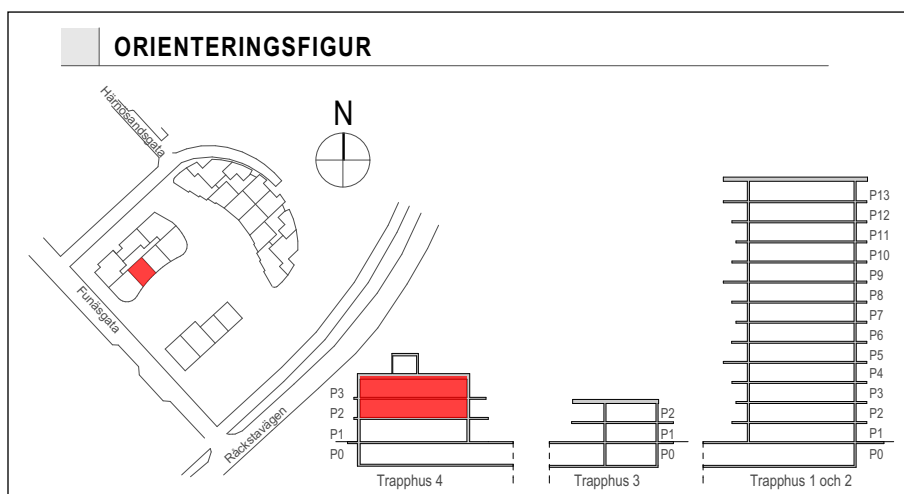 ORIENTERINGSFIGUR
Härnösandsgata
N
Funäsgata
Råckstavägen
P3
P2
P1
P0
Trapphus 4
P2
P1
P0
Trapphus 3
P13
P12
P11
P10
P9
P8
P7
P6
P5
P4
P3
P2
P1
P0
Trapphus 1 och 2